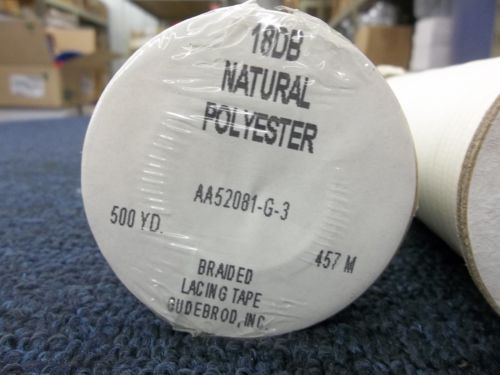 18DB
NATURAL
POLYESTER
AA52081-G-3
500 YD.
457 M
BRAIDED
LACING TAPE
GUDEBROD, INC.